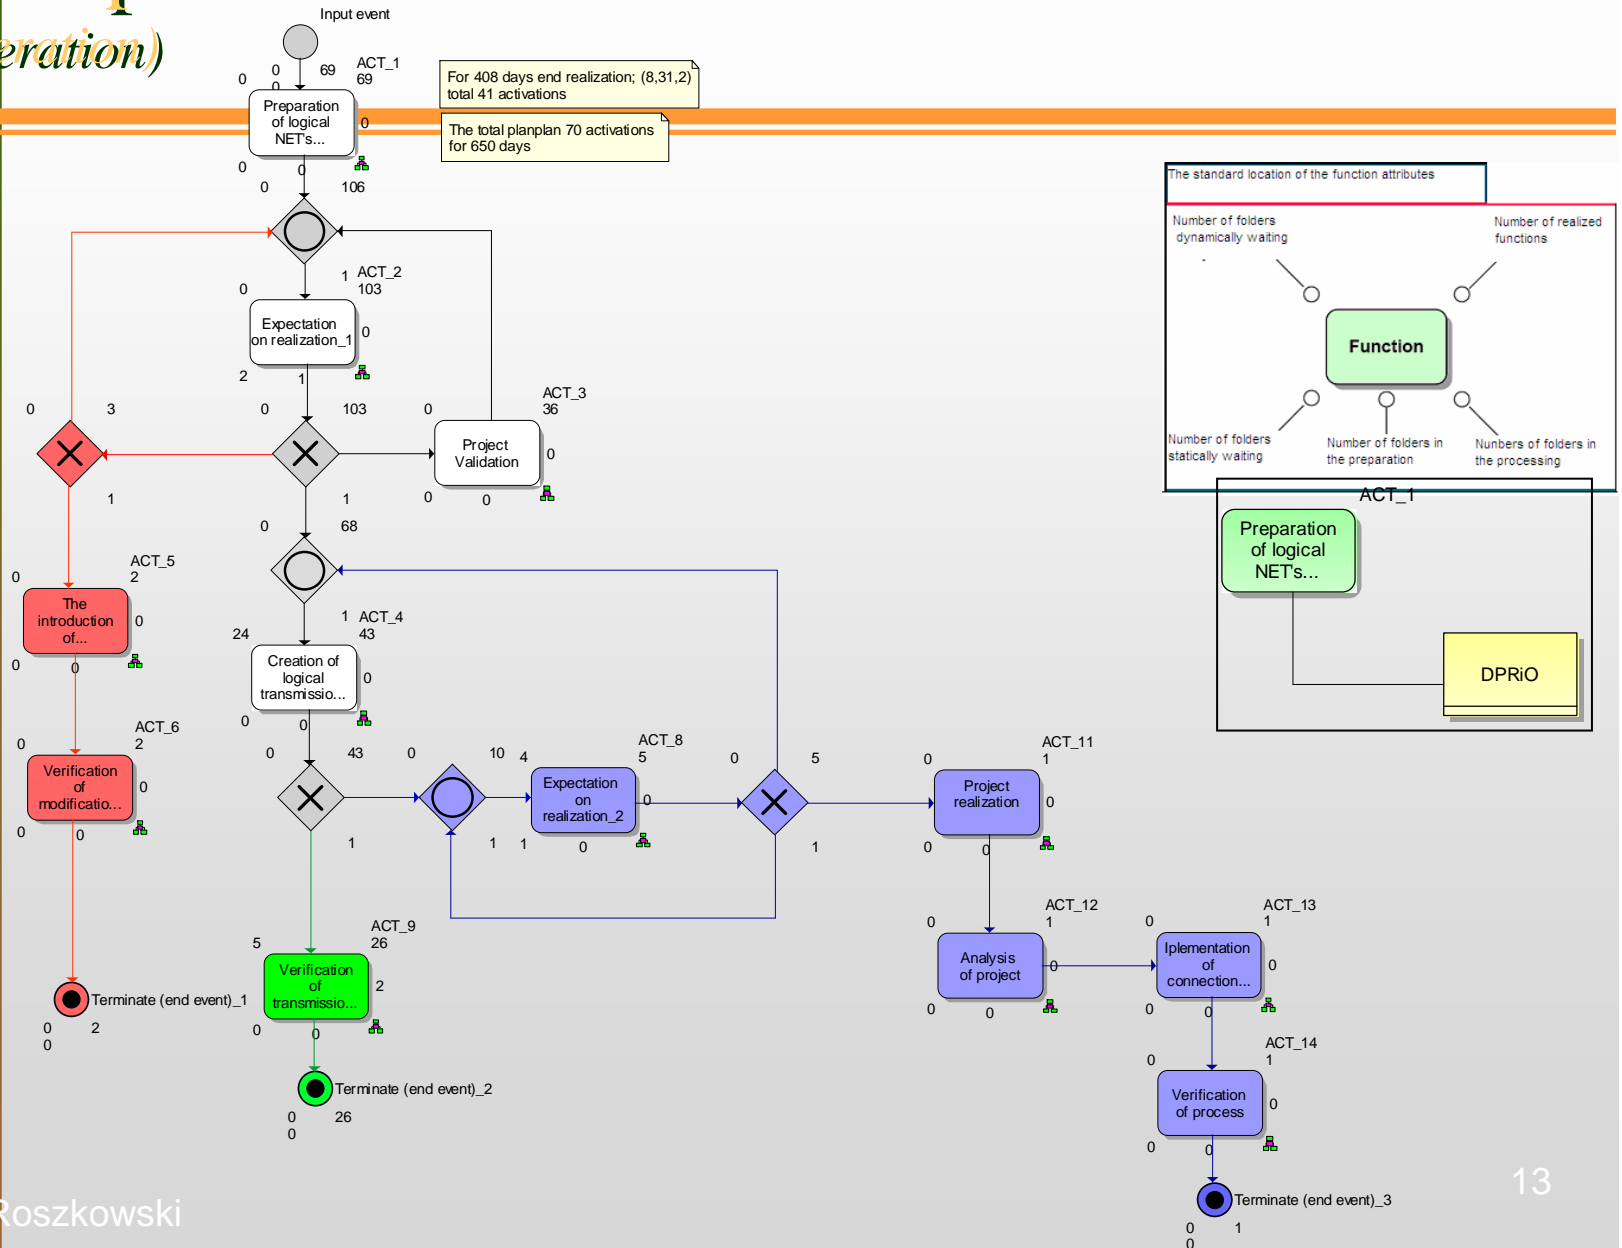 eration)
Input event
0
0
0
69
ACT_1
69
Preparation
of logical
NET's...
0
0
0
For 408 days end realization; (8,31,2)
total 41 activations
The total planplan 70 activations
for 650 days
0
106
1
ACT_2
103
0
Expectation
on realization_1
0
2
1
0
103
1
0
3
1
ACT_3
36
0
Project
Validation
0
0
0
0
68
1
ACT_4
43
24
Creation of
logical
transmissio...
0
0
0
ACT_5
2
0
The
introduction
of...
0
0
0
ACT_6
2
0
Verification
of
modificatio...
0
0
0
Terminate (end event)_1
0
2
0
0
43
1
0
10
1
ACT_8
5
4
Expectation
on
realization_2
0
1
0
0
5
1
ACT_9
26
5
Verification
of
transmissio...
2
0
0
Terminate (end event)_2
0
26
0
ACT_11
1
0
Project
realization
0
0
0
ACT_12
1
0
Analysis
of project
0
0
0
ACT_13
1
0
Iplementation
of
connection...
0
0
0
ACT_14
1
0
Verification
of process
0
0
0
Terminate (end event)_3
0
1
0
The standard location of the function attributes
Number of folders
dynamically waiting
-
Number of realized
functions
Function
Number of folders
statically waiting
Number of folders in
the preparation
Nunbers of folders in
the processing
ACT_1
Preparation
of logical
NET's...
DPRiO
13
Roszkowski